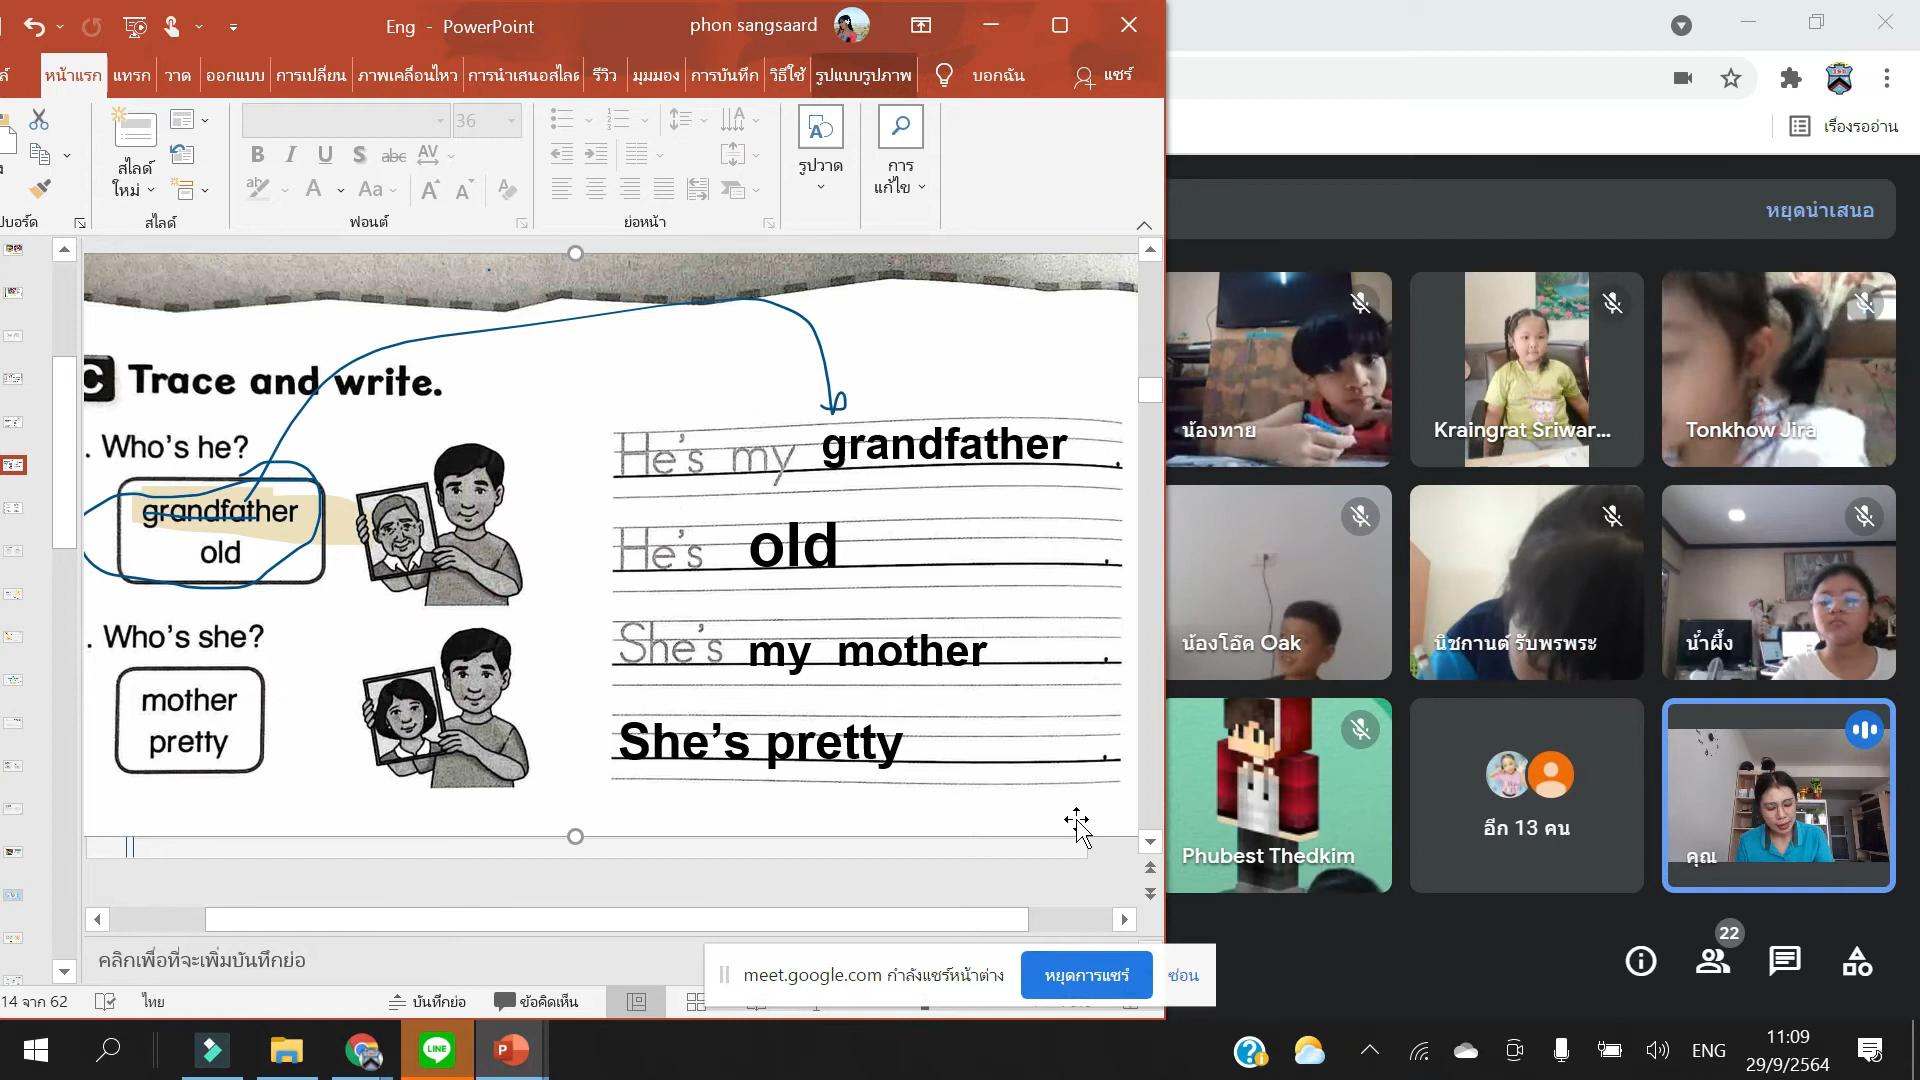 Eng - PowerPoint
phon sangsaard
หน้าแรก แทรก วาด ออกแบบ การเปลี่ยน ภาพเคลื่อนไหว การนำเสนอสไลด์ รีวิว มุมมอง การบันทึก วิธีใช้ รูปแบบรูปภาพ บอกฉัน แชร์
36
สไลด์
ใหม่
รูปวาด
การ
แก้ไข
สไลด์ ฟอนต์ ย่อหน้า
C Trace and write.
. Who's he?
grandfather
old
He's my grandfather .
He's old .
. Who's she?
mother
pretty
She's my mother .
She's pretty .
คลิกเพื่อที่จะเพิ่มบันทึกย่อ
14 จาก 62 ไทย บันทึกย่อ ข้อคิดเห็น
meet.google.com กำลังแชร์หน้าต่าง หยุดการแชร์ ซ่อน
เรื่องรออ่าน
หยุดนำเสนอ
น้องทาย
Kraingrat Sriwar...
Tonkhow Jira
น้องโอ๊ค Oak
นิชกานต์ รับพรพระ
น้ำผึ้ง
Phubest Thedkim
อีก 13 คน
คุณ
22
LINE
ENG
11:09
29/9/2564